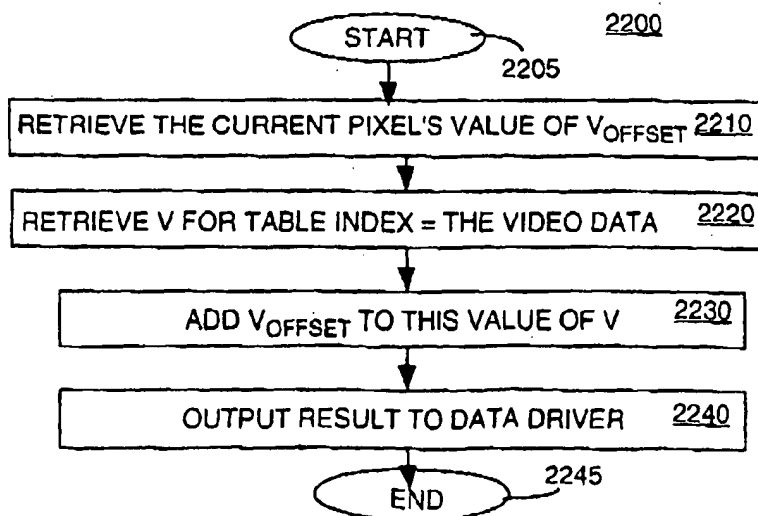 START
2200
2205
RETRIEVE THE CURRENT PIXEL'S VALUE OF VOFFSET 2210
RETRIEVE V FOR TABLE INDEX = THE VIDEO DATA 2220
ADD VOFFSET TO THIS VALUE OF V 2230
OUTPUT RESULT TO DATA DRIVER 2240
2245
END